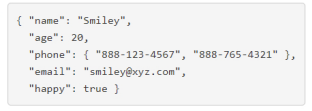 { "name": "Smiley",
"age": 20,
"phone": { "888-123-4567", "888-765-4321" },
"email": "smiley@xyz.com",
"happy": true }